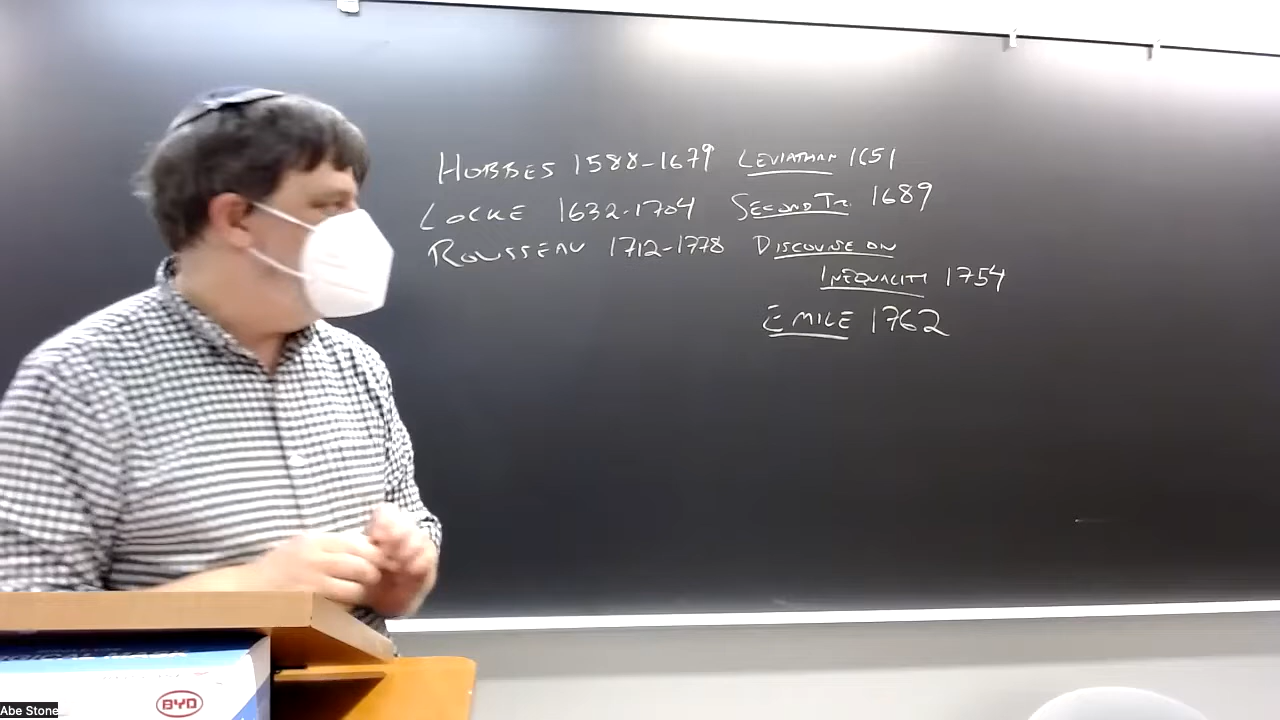 HOBBES 1588-1679 LEVIATHAN 1651
LOCKE 1632-1704 SECOND TR. 1689
ROUSSEAU 1712-1778 DISCOURSE ON
INEQUALITY 1754
EMILE 1762
BYD
Abe Stone